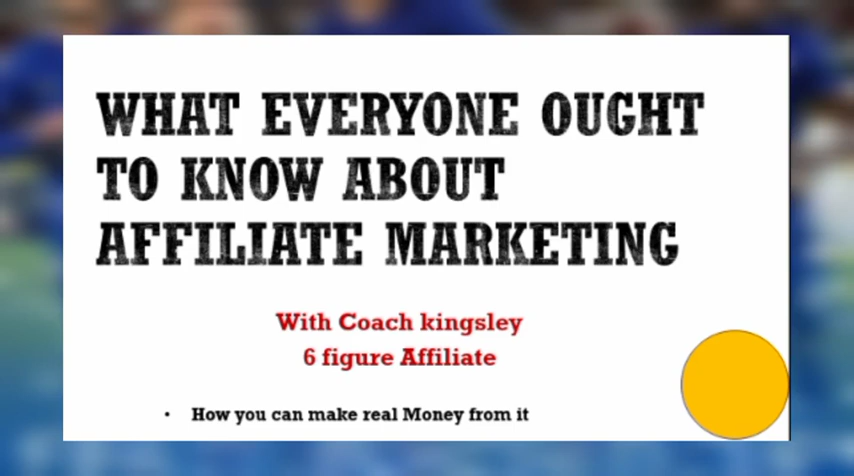 WHAT EVERYONE OUGHT
TO KNOW ABOUT
AFFILIATE MARKETING
With Coach kingsley
6 figure Affiliate
• How you can make real Money from it